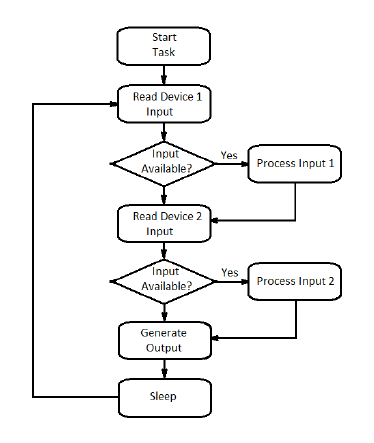 Start
Task
Read Device 1
Input
Input
Available?
Yes
Process Input 1
Read Device 2
Input
Input
Available?
Yes
Process Input 2
Generate
Output
Sleep